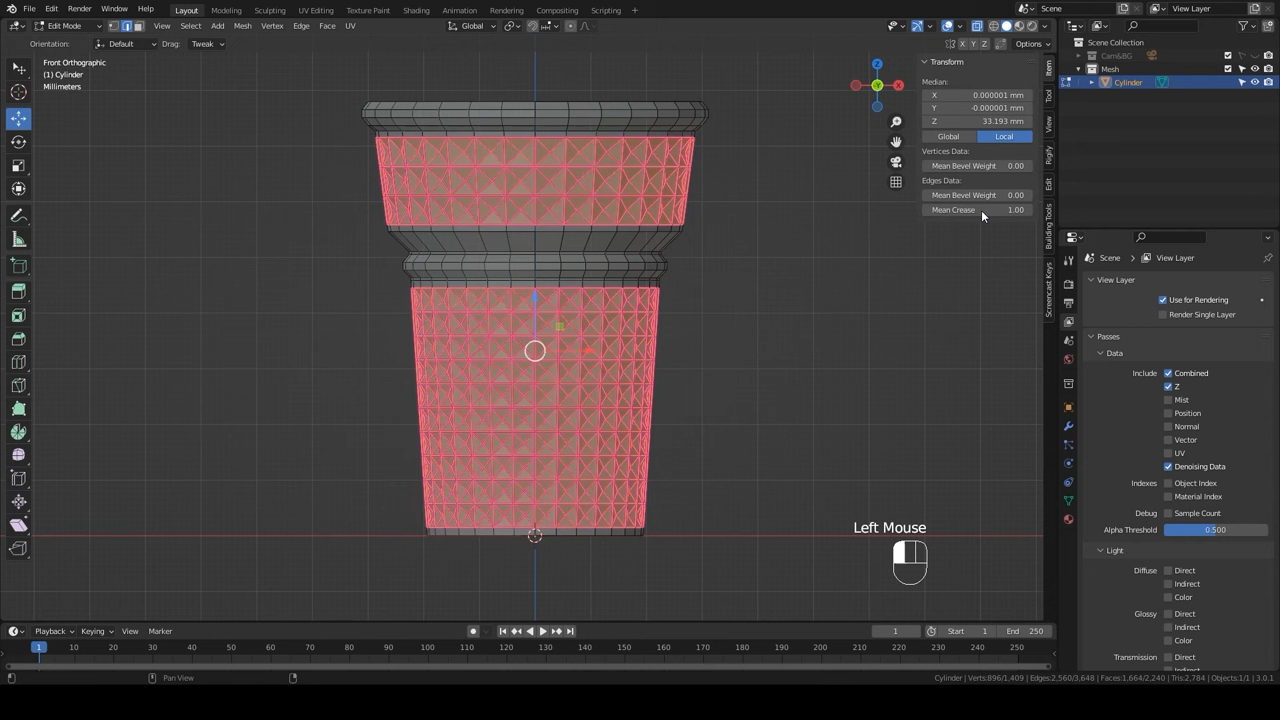 File Edit Render Window Help Layout Modeling Sculpting UV Editing Texture Paint Shading Animation Rendering Compositing Scripting + Scene View Layer
Edit Mode View Select Add Mesh Vertex Edge Face UV Global
Orientation: Default Drag: Tweak X Y Z Options
Scene Collection
Cam&BG
Mesh
Cylinder
Front Orthographic
(1) Cylinder
Millimeters
Z
X
Y
Transform
Median:
X 0.000001 mm
Y -0.000001 mm
Z 33.193 mm
Global Local
Vertices Data:
Mean Bevel Weight 0.00
Edges Data:
Mean Bevel Weight 0.00
Mean Crease 1.00
Item
Tool
View
Rigify
Edit
Building Tools
Screencast Keys
Left Mouse
Scene View Layer
View Layer
Use for Rendering
Render Single Layer
Passes
Data
Include Combined
Z
Mist
Position
Normal
Vector
UV
Denoising Data
Indexes Object Index
Material Index
Debug Sample Count
Alpha Threshold 0.500
Light
Diffuse Direct
Indirect
Color
Glossy Direct
Indirect
Color
Transmission Direct
Playback Keying View Marker 1 Start 1 End 250
1 10 20 30 40 50 60 70 80 90 100 110 120 130 140 150 160 170 180 190 200 210 220 230 240 250
Pan View Cylinder | Verts:896/1,409 | Edges:2,560/3,648 | Faces:1,664/2,240 | Tris:2,784 | Objects:1/1 | 3.0.1